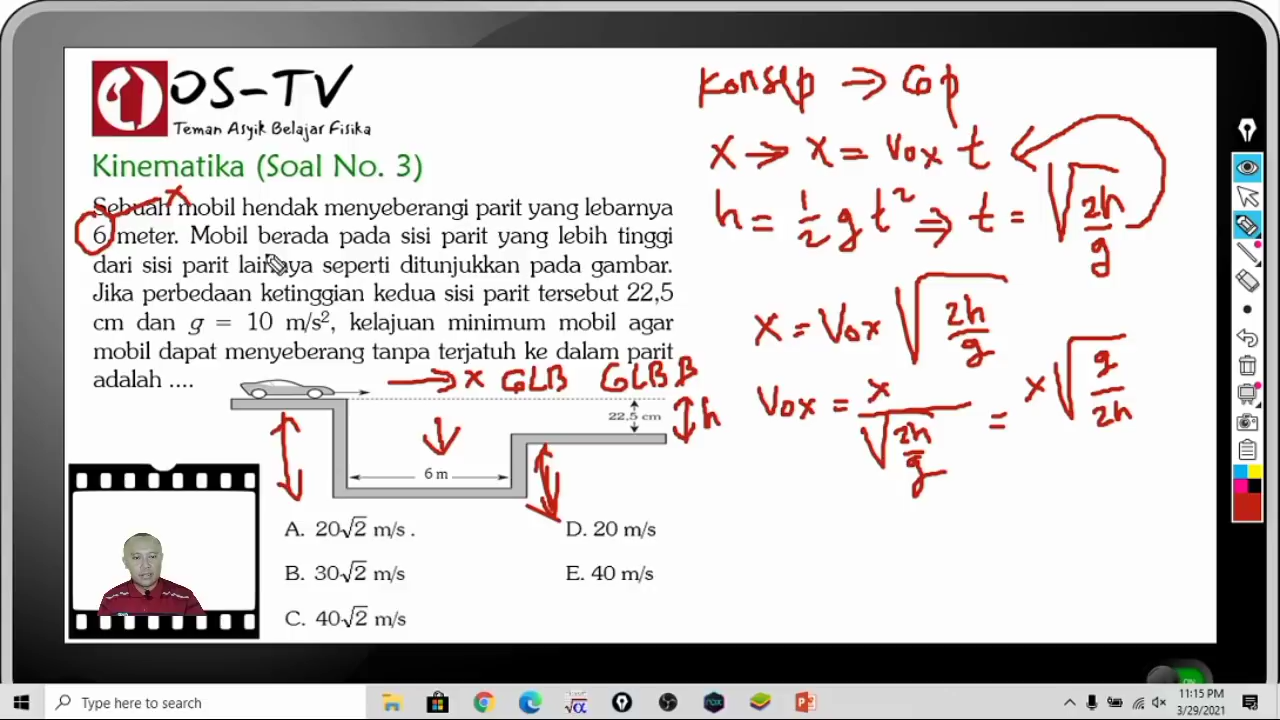 OS-TV
Teman Asyik Belajar Fisika
Kinematika (Soal No. 3)
Sebuah mobil hendak menyeberangi parit yang lebarnya
6 meter. Mobil berada pada sisi parit yang lebih tinggi
dari sisi parit lainnya seperti ditunjukkan pada gambar.
Jika perbedaan ketinggian kedua sisi parit tersebut 22,5
cm dan g = 10 m/s², kelajuan minimum mobil agar
mobil dapat menyeberang tanpa terjatuh ke dalam parit
adalah ....
x
→ x GLB GLBB
22,5 cm
h
6 m
A. 20√2 m/s .
B. 30√2 m/s
C. 40√2 m/s
D. 20 m/s
E. 40 m/s
Konsep ⇒ Gp
x → x = Vox t
h = 1/2 g t² ⇒ t = √(2h/g)
x = Vox √(2h/g)
Vox = x/√(2h/g) = x √(g/2h)
ON
Type here to search
11:15 PM
3/29/2021